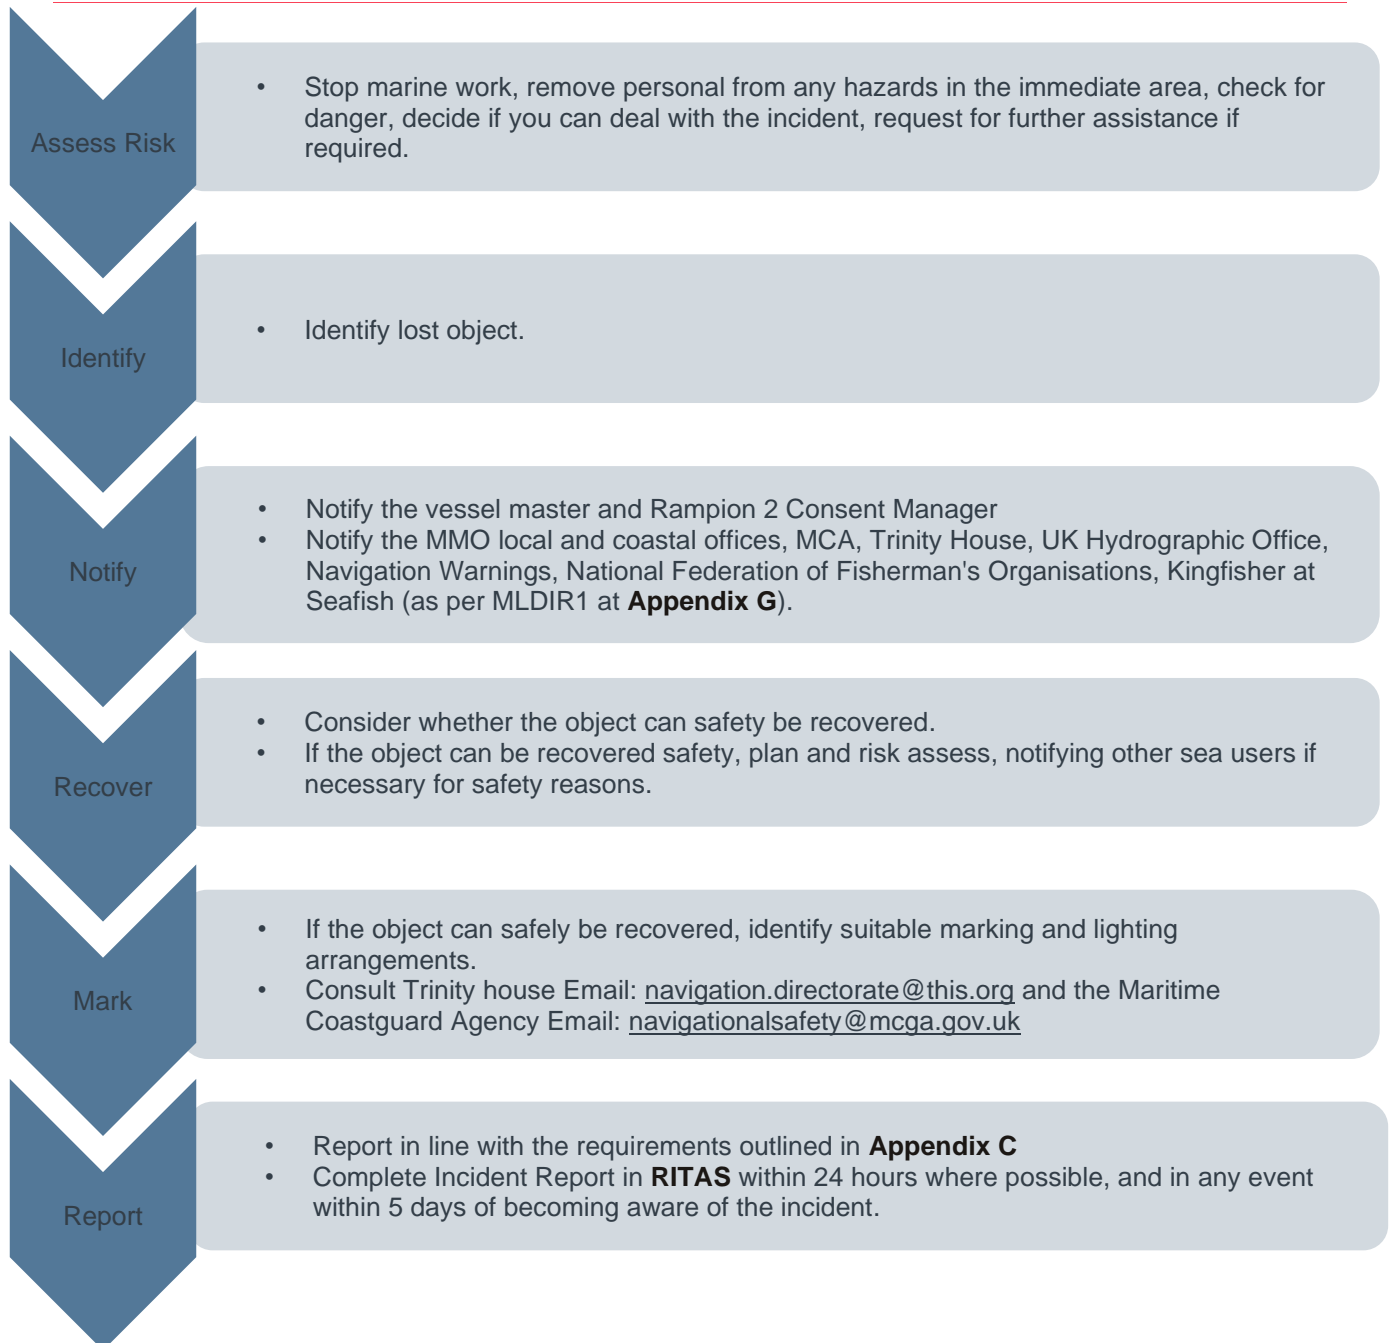 Assess Risk
• Stop marine work, remove personal from any hazards in the immediate area, check for
danger, decide if you can deal with the incident, request for further assistance if
required.
Identify
• Identify lost object.
Notify
• Notify the vessel master and Rampion 2 Consent Manager
• Notify the MMO local and coastal offices, MCA, Trinity House, UK Hydrographic Office,
Navigation Warnings, National Federation of Fisherman's Organisations, Kingfisher at
Seafish (as per MLDIR1 at Appendix G).
Recover
• Consider whether the object can safety be recovered.
• If the object can be recovered safety, plan and risk assess, notifying other sea users if
necessary for safety reasons.
Mark
• If the object can safely be recovered, identify suitable marking and lighting
arrangements.
• Consult Trinity house Email: navigation.directorate@this.org and the Maritime
Coastguard Agency Email: navigationalsafety@mcga.gov.uk
Report
• Report in line with the requirements outlined in Appendix C
• Complete Incident Report in RITAS within 24 hours where possible, and in any event
within 5 days of becoming aware of the incident.